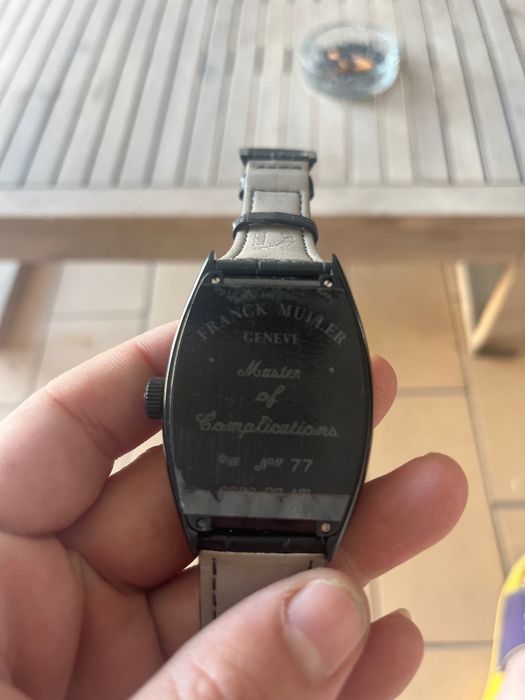 FRANCK MULLER
GENEVE
Master
of
Complications
Nº 77